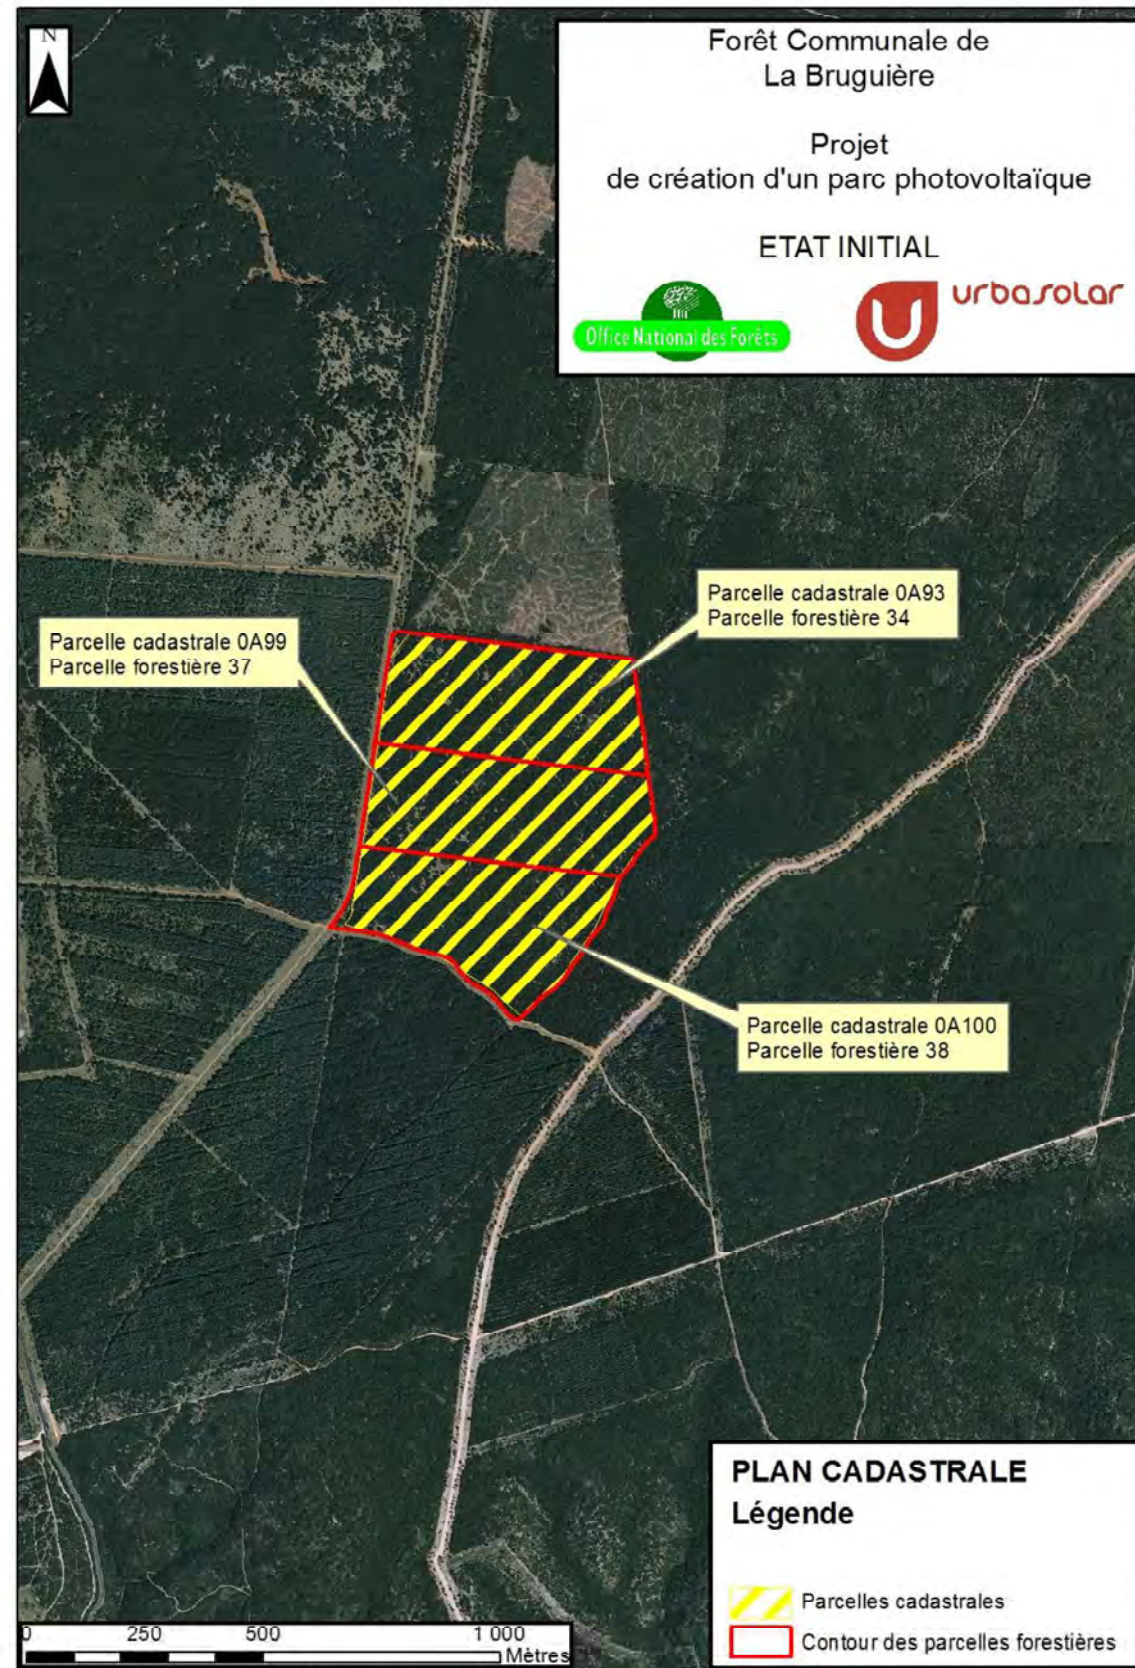 N
Forêt Communale de
La Bruguière
Projet
de création d'un parc photovoltaïque
ETAT INITIAL
Office National des Forêts
urbasolar
Parcelle cadastrale 0A93
Parcelle forestière 34
Parcelle cadastrale 0A99
Parcelle forestière 37
Parcelle cadastrale 0A100
Parcelle forestière 38
PLAN CADASTRALE
Légende
Parcelles cadastrales
Contour des parcelles forestières
0 250 500 1 000
Mètres